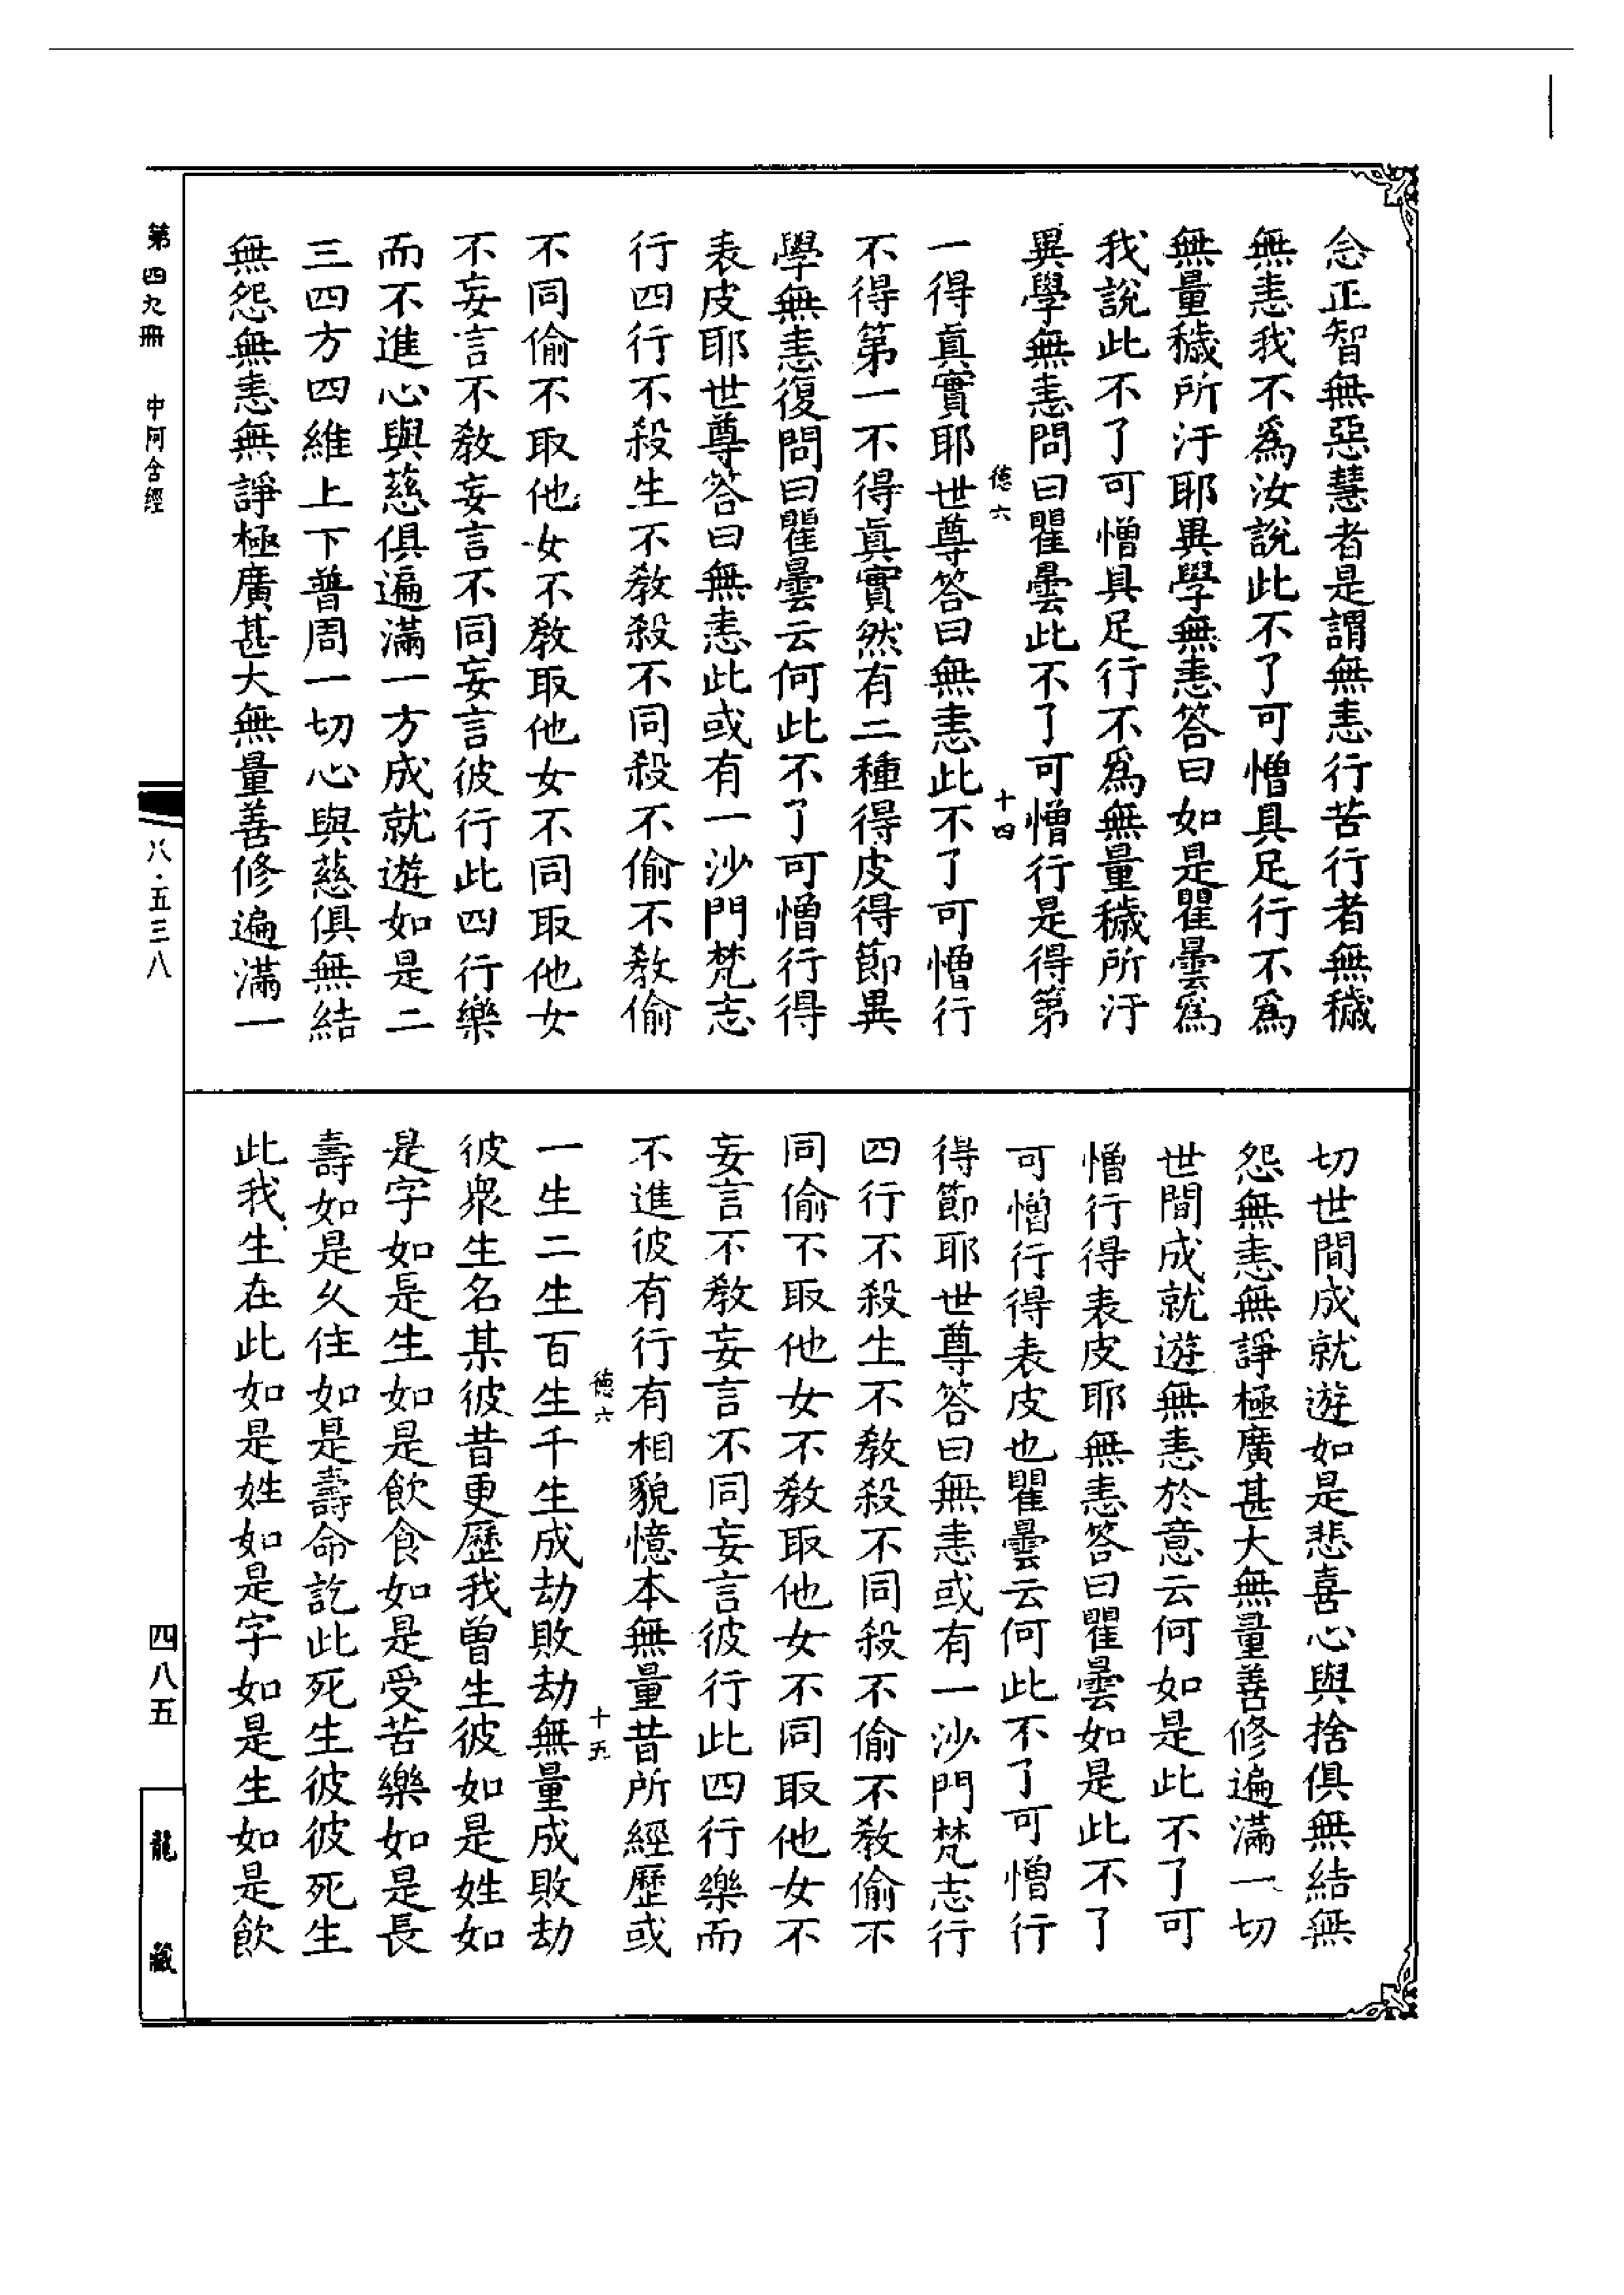 念正智無惡慧者是謂無恚行苦行者無穢
無恚我不爲汝說此不了可憎具足行不爲
無量穢所汙耶異學無恚答曰如是瞿曇爲
我說此不了可憎具足行不爲無量穢所汙
異學無恚問曰瞿曇此不了可憎行是得第
德六 十四
一得眞實耶世尊答曰無恚此不了可憎行
不得第一不得眞實然有二種得皮得節異
學無恚復問曰瞿曇云何此不了可憎行得
表皮耶世尊答曰無恚此或有一沙門梵志
行四行不殺生不敎殺不同殺不偷不敎偷
不同偷不取他女不敎取他女不同取他女
不妄言不敎妄言不同妄言彼行此四行樂
而不進心與慈俱遍滿一方成就遊如是二
三四方四維上下普周一切心與慈俱無結
無怨無恚無諍極廣甚大無量善修遍滿一
切世間成就遊如是悲喜心與捨俱無結無
怨無恚無諍極廣甚大無量善修遍滿一切
世間成就遊無恚於意云何如是此不了可
憎行得表皮耶無恚答曰瞿曇如是此不了
可憎行得表皮也瞿曇云何此不了可憎行
得節耶世尊答曰無恚或有一沙門梵志行
四行不殺生不敎殺不同殺不偷不敎偷不
同偷不取他女不敎取他女不同取他女不
妄言不敎妄言不同妄言彼行此四行樂而
不進彼有行有相貌憶本無量昔所經歷或
德六 十五
一生二生百生千生成劫敗劫無量成敗劫
彼衆生名某彼昔更歷我曾生彼如是姓如
是字如是生如是飲食如是受苦樂如是長
壽如是久住如是壽命訖此死生彼彼死生
此我生在此如是姓如是字如是生如是飲
第四九冊 中阿含經
八·五三八
四八五
龍藏